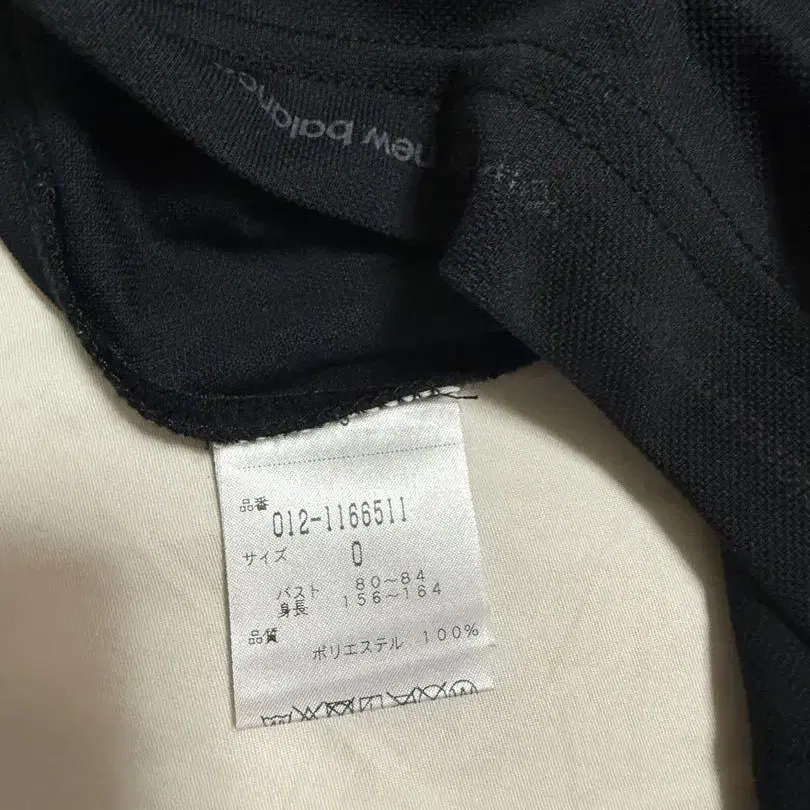 new balance
品番
012-1166511
サイズ 0
バスト 80~84
身長 156~164
品質
ポリエステル 100%